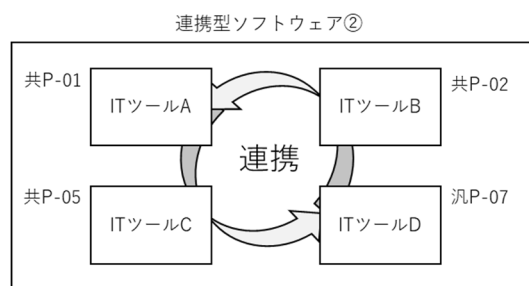 連携型ソフトウェア②
共P-01
ITツールA
ITツールB
共P-02
連携
共P-05
ITツールC
ITツールD
汎P-07